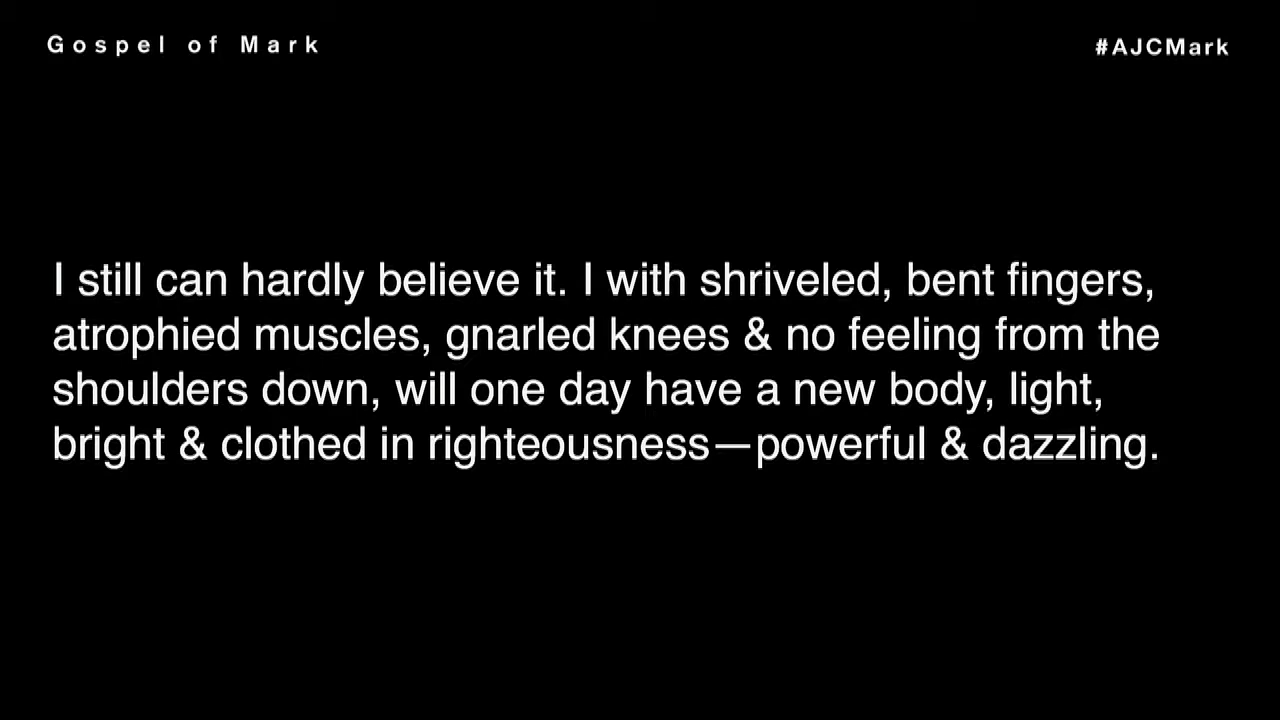 Gospel of Mark
#AJCMark
I still can hardly believe it. I with shriveled, bent fingers,
atrophied muscles, gnarled knees & no feeling from the
shoulders down, will one day have a new body, light,
bright & clothed in righteousness—powerful & dazzling.